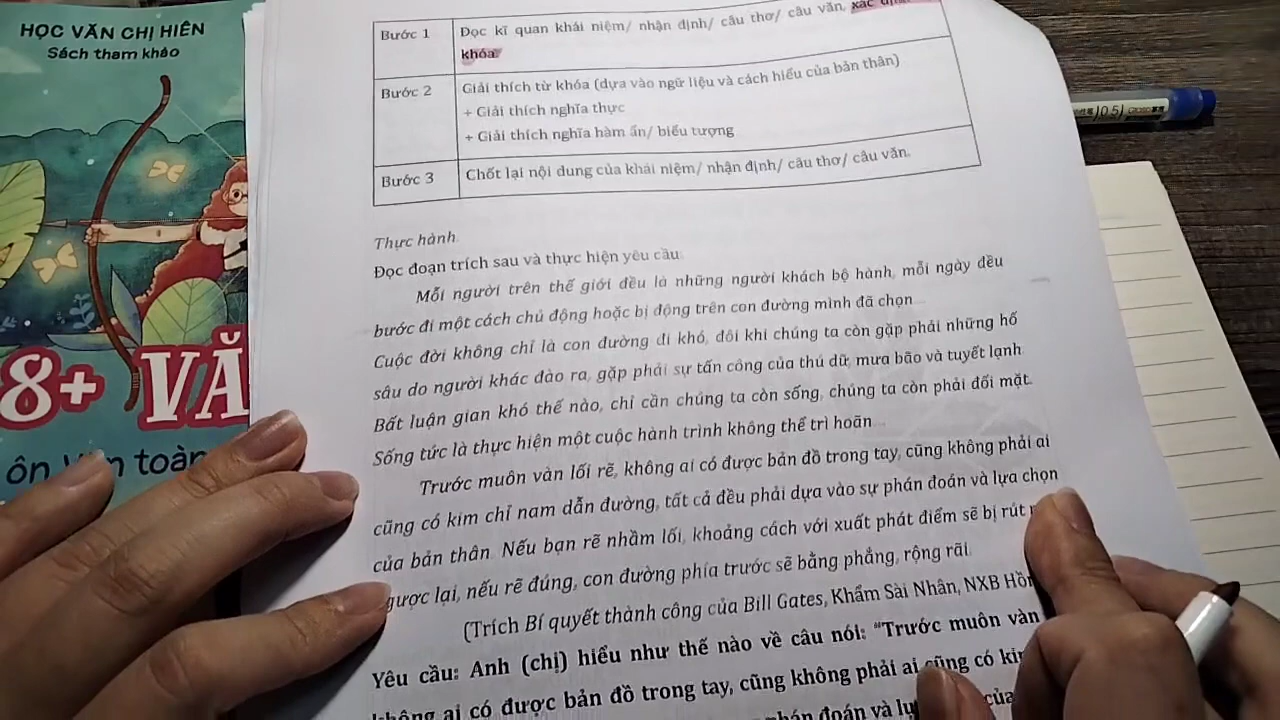 HỌC VĂN CHỊ HIÊN
Sách tham khảo
8+ VĂ
ôn toàn
Bước 1 Đọc kĩ quan khái niệm/ nhận định/ câu thơ/ câu văn, xác định
khóa.
Bước 2 Giải thích từ khóa (dựa vào ngữ liệu và cách hiểu của bản thân)
+ Giải thích nghĩa thực
+ Giải thích nghĩa hàm ẩn/ biểu tượng
Bước 3 Chốt lại nội dung của khái niệm/ nhận định/ câu thơ/ câu văn.
Thực hành.
Đọc đoạn trích sau và thực hiện yêu cầu:
Mỗi người trên thế giới đều là những người khách bộ hành, mỗi ngày đều
bước đi một cách chủ động hoặc bị động trên con đường mình đã chọn...
Cuộc đời không chỉ là con đường đi khó, đôi khi chúng ta còn gặp phải những hố
sâu do người khác đào ra, gặp phải sự tấn công của thú dữ, mưa bão và tuyết lạnh.
Bất luận gian khó thế nào, chỉ cần chúng ta còn sống, chúng ta còn phải đối mặt.
Sống tức là thực hiện một cuộc hành trình không thể trì hoãn...
Trước muôn vàn lối rẽ, không ai có được bản đồ trong tay, cũng không phải ai
cũng có kim chỉ nam dẫn đường, tất cả đều phải dựa vào sự phán đoán và lựa chọn
của bản thân. Nếu bạn rẽ nhầm lối, khoảng cách với xuất phát điểm sẽ bị rút
gược lại, nếu rẽ đúng, con đường phía trước sẽ bằng phẳng, rộng rãi.
(Trích Bí quyết thành công của Bill Gates, Khẩm Sài Nhân, NXB Hồn
Yêu cầu: Anh (chị) hiểu như thế nào về câu nói: “Trước muôn vàn
không ai có được bản đồ trong tay, cũng không phải ai cũng có kim
phán đoán và lự của
0.5